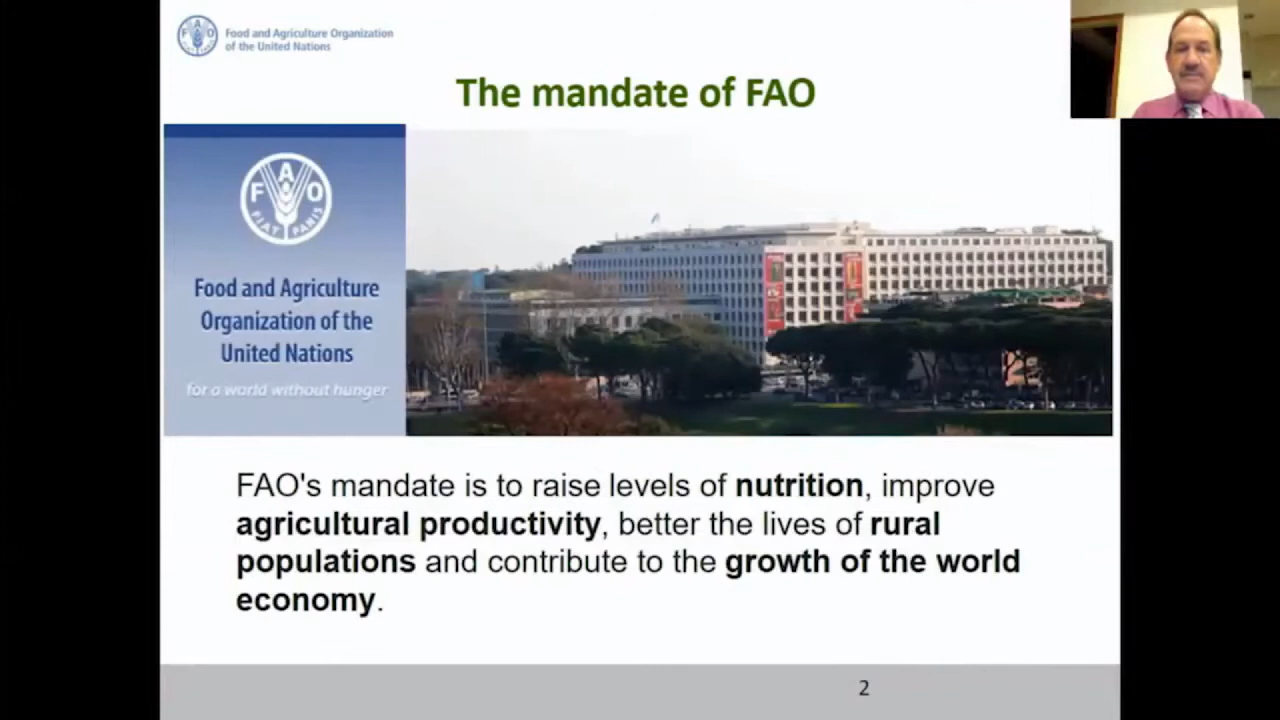 F A O
Food and Agriculture Organization
of the United Nations
The mandate of FAO
F A O
FIAT PANIS
Food and Agriculture
Organization of the
United Nations
for a world without hunger
FAO's mandate is to raise levels of nutrition, improve
agricultural productivity, better the lives of rural
populations and contribute to the growth of the world
economy.
2